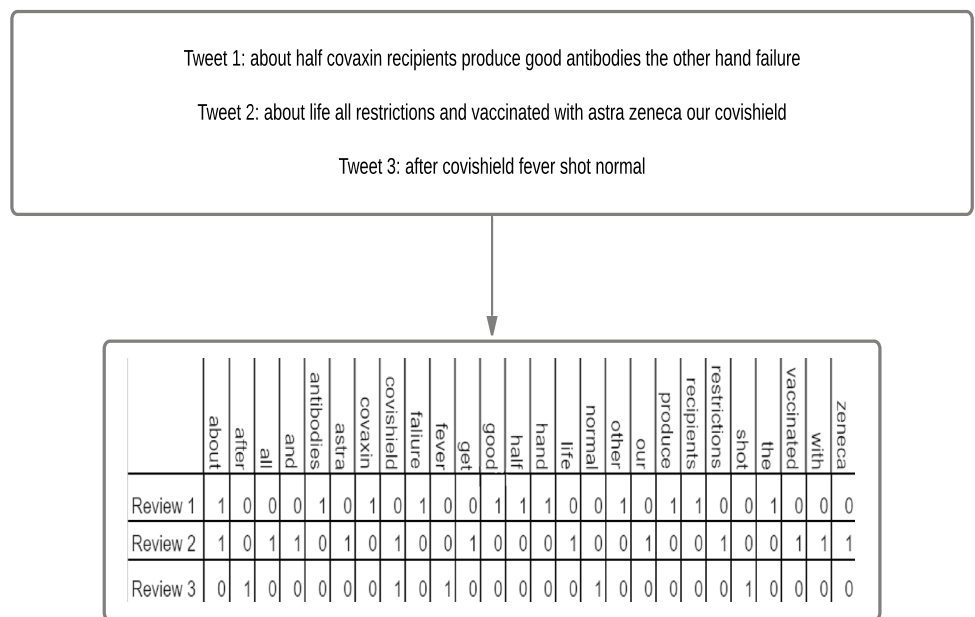 Tweet 1: about half covaxin recipients produce good antibodies the other hand failure
Tweet 2: about life all restrictions and vaccinated with astra zeneca our covishield
Tweet 3: after covishield fever shot normal
about after all and antibodies astra covaxin covishield faliure fever get good half hand life normal other our produce recipients restrictions shot the vaccinated with zeneca
Review 1 1 0 0 0 1 0 1 0 1 0 0 1 1 1 0 0 1 0 1 1 0 0 1 0 0 0
Review 2 1 0 1 1 0 1 0 1 0 0 1 0 0 0 1 0 0 1 0 0 1 0 0 1 1 1
Review 3 0 1 0 0 0 0 0 1 0 1 0 0 0 0 0 1 0 0 0 0 0 1 0 0 0 0